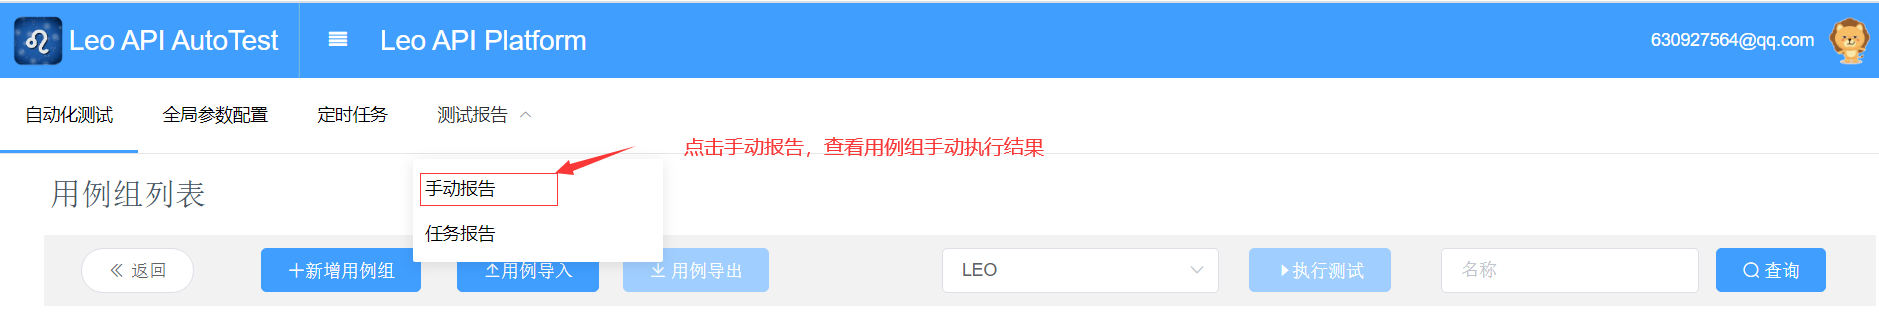 Leo API AutoTest
Leo API Platform
630927564@qq.com
自动化测试
全局参数配置
定时任务
测试报告
点击手动报告，查看用例组手动执行结果
手动报告
用例组列表
任务报告
返回
新增用例组
用例导入
用例导出
LEO
执行测试
名称
查询